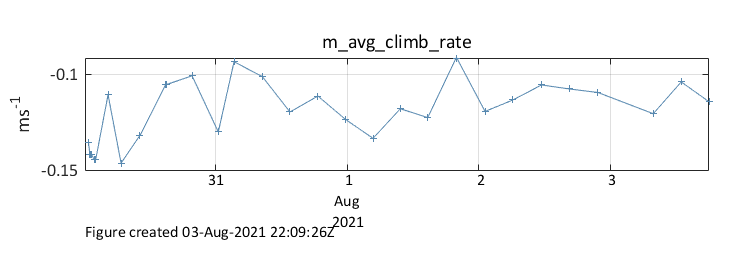 m_avg_climb_rate
-0.1
ms-1
-0.15
31 1 2 3
Aug
2021
Figure created 03-Aug-2021 22:09:26Z